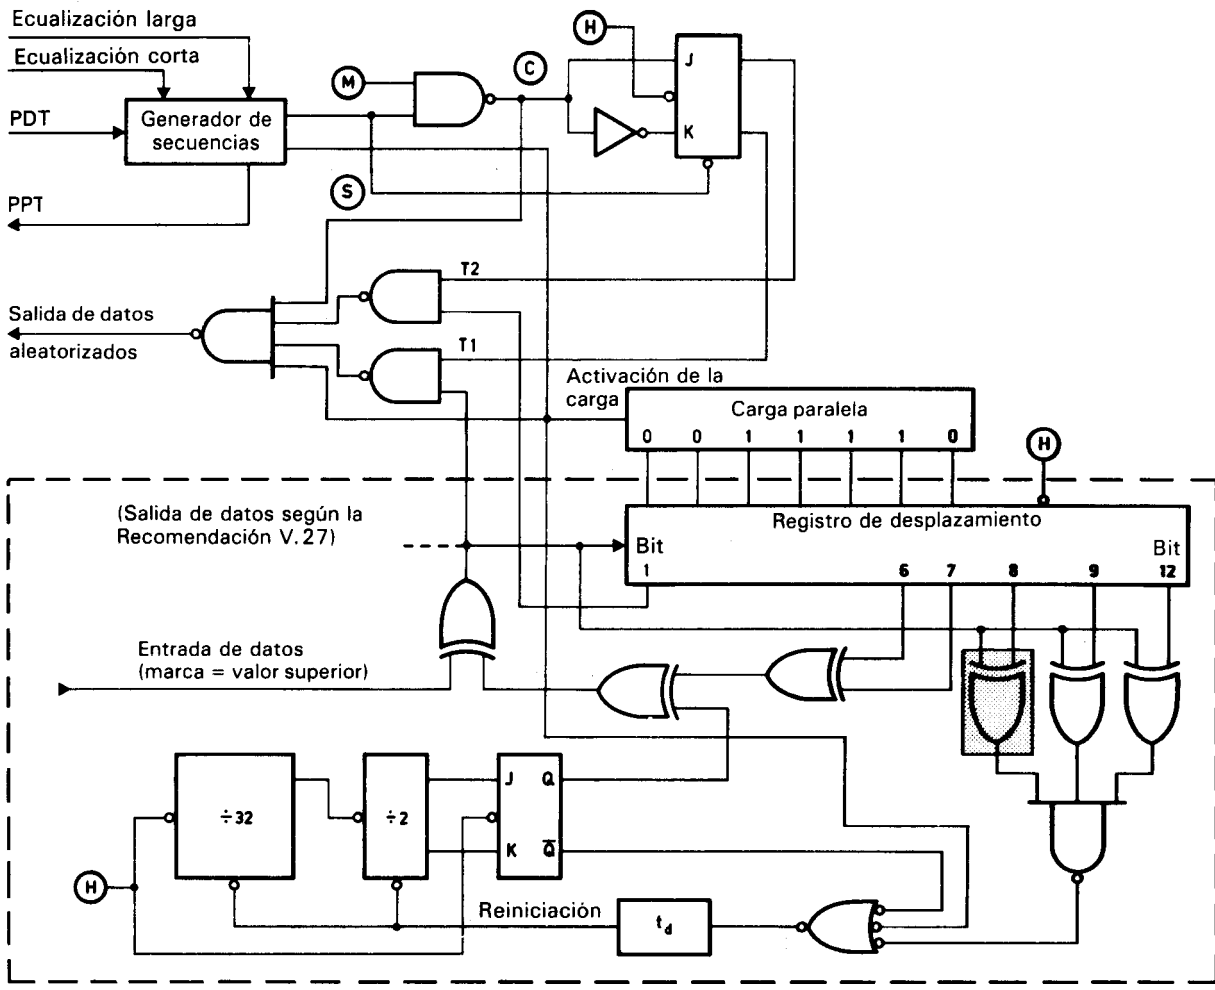 Ecualización larga
Ecualización corta
PDT
PPT
Generador de
secuencias
M
C
H
J
K
S
T2
T1
Salida de datos
aleatorizados
Activación de la
carga
Carga paralela
0 0 1 1 1 1 0
H
(Salida de datos según la
Recomendación V.27)
Registro de desplazamiento
Bit
1
6 7 8 9
Bit
12
Entrada de datos
(marca = valor superior)
÷32
÷2
J Q
K Q̅
H
Reiniciación
t_d